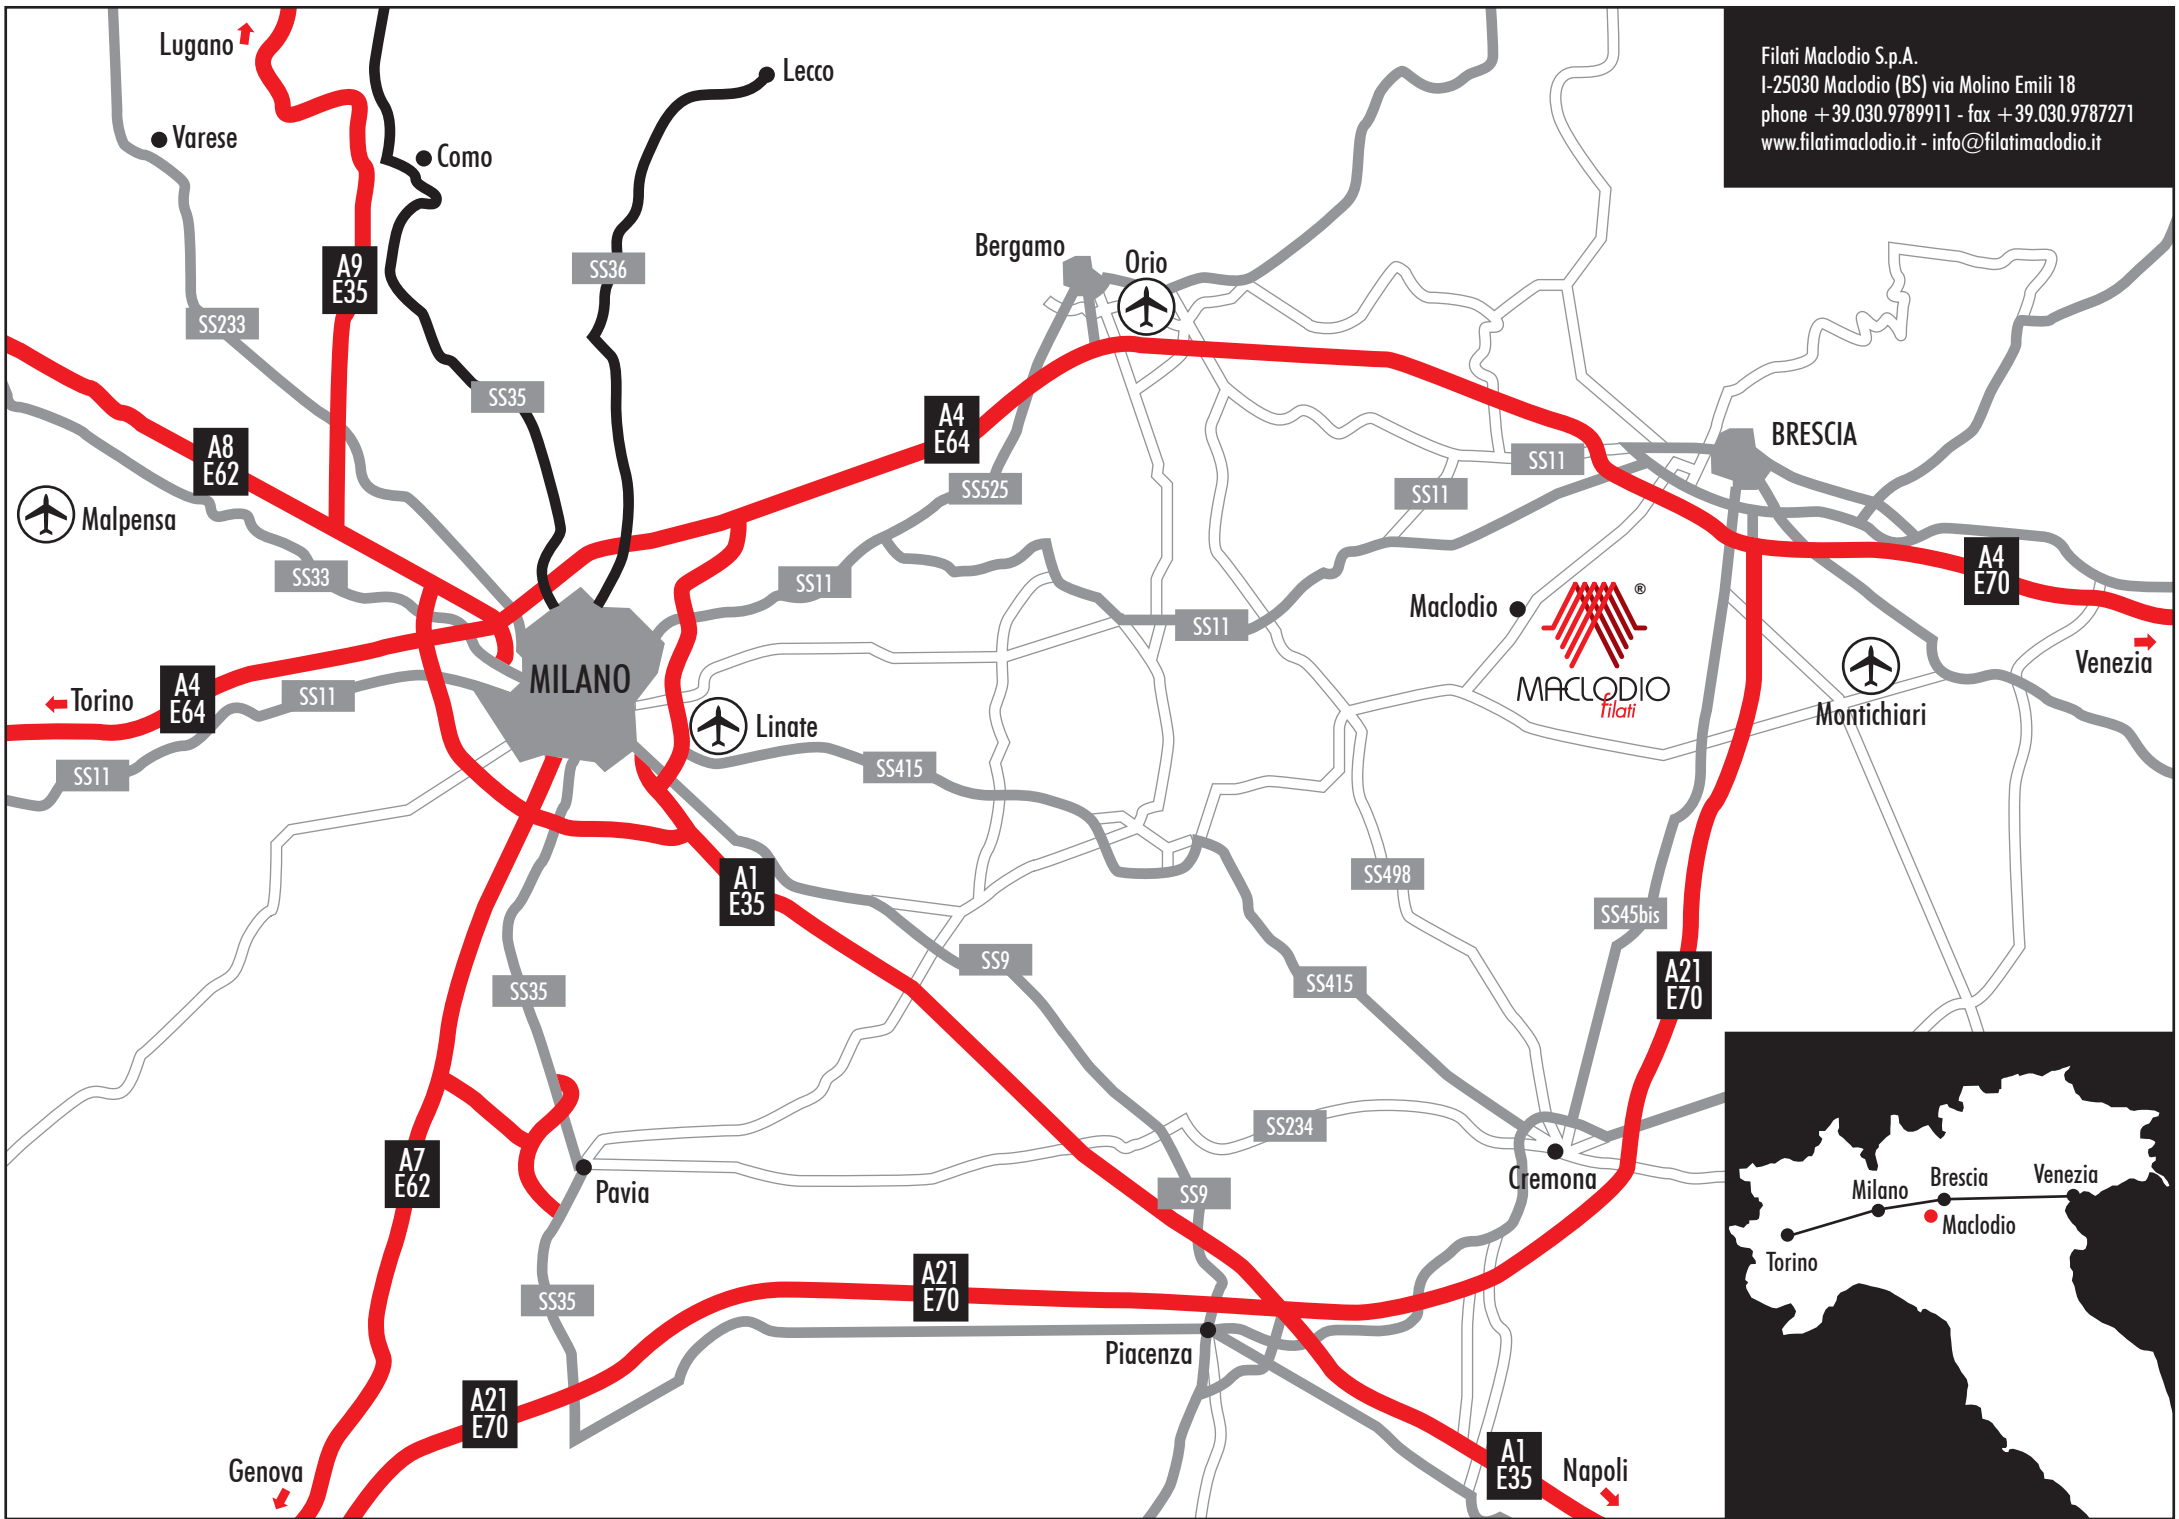 Lugano
Lecco
Varese
Como
Filati Maclodio S.p.A.
I-25030 Maclodio (BS) via Molino Emili 18
phone +39.030.9789911 - fax +39.030.9787271
www.filatimaclodio.it - info@filatimaclodio.it
Bergamo
Orio
A9
E35
SS36
SS233
SS35
A4
E64
A8
E62
BRESCIA
SS11
SS525
SS11
Malpensa
SS33
SS11
A4
E70
Maclodio
®
SS11
MILANO
MACLODIO
filati
Venezia
Torino
A4
E64
SS11
Montichiari
Linate
SS11
SS415
A1
E35
SS498
SS45bis
SS9
SS415
A21
E70
SS35
SS234
A7
E62
Pavia
SS9
Cremona
Milano
Brescia
Venezia
Maclodio
Torino
A21
E70
SS35
Piacenza
A21
E70
Genova
A1
E35
Napoli